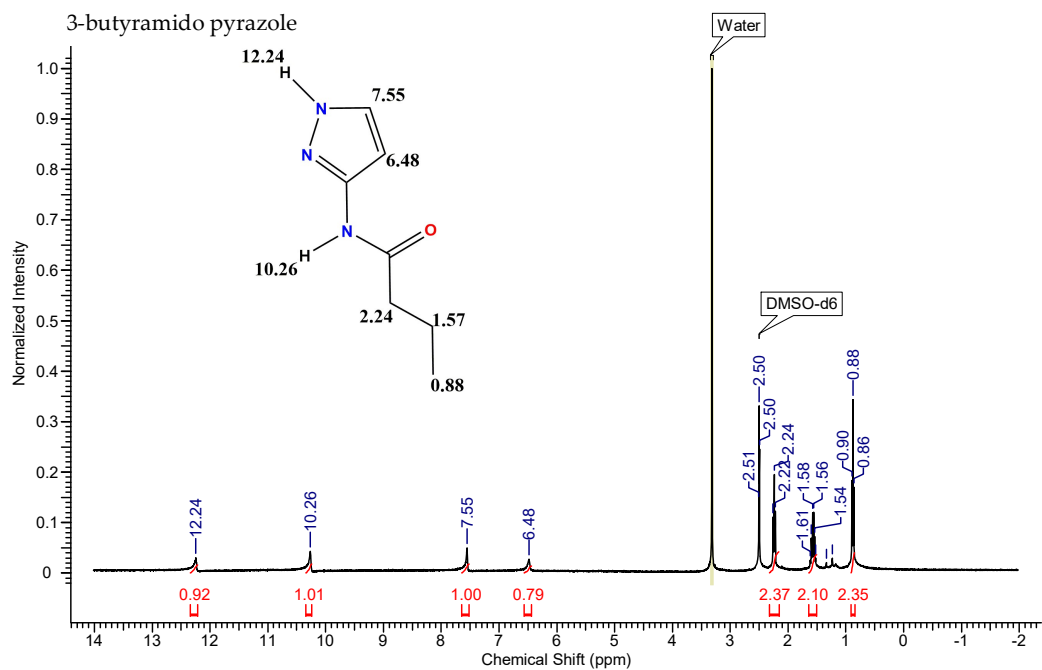 3-butyramido pyrazole
Water
12.24
H
N
7.55
N
6.48
N
O
H
10.26
2.24
1.57
0.88
DMSO-d6
Normalized Intensity
1.0
0.9
0.8
0.7
0.6
0.5
0.4
0.3
0.2
0.1
0
12.24
10.26
7.55
6.48
2.51
2.50
2.50
2.22
2.24
1.61
1.58
1.56
1.54
0.90
0.88
0.86
0.92 1.01 1.00 0.79 2.37 2.10 2.35
14 13 12 11 10 9 8 7 6 5 4 3 2 1 0 -1 -2
Chemical Shift (ppm)